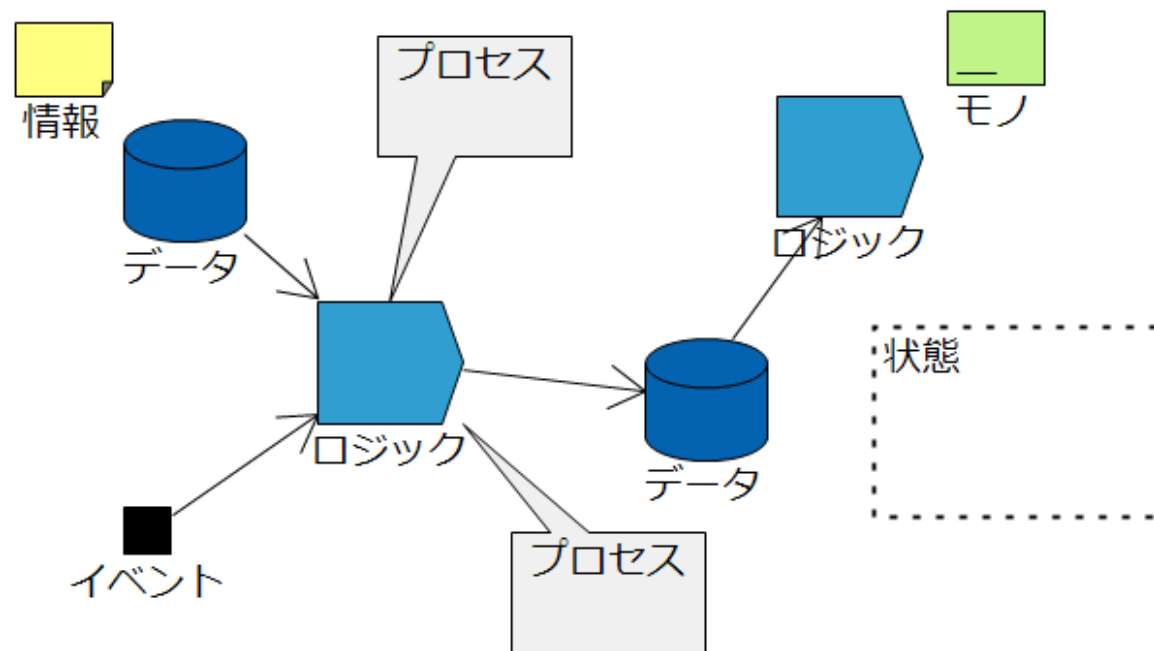 プロセス
情報
モノ
データ
ロジック
状態
ロジック
データ
プロセス
イベント